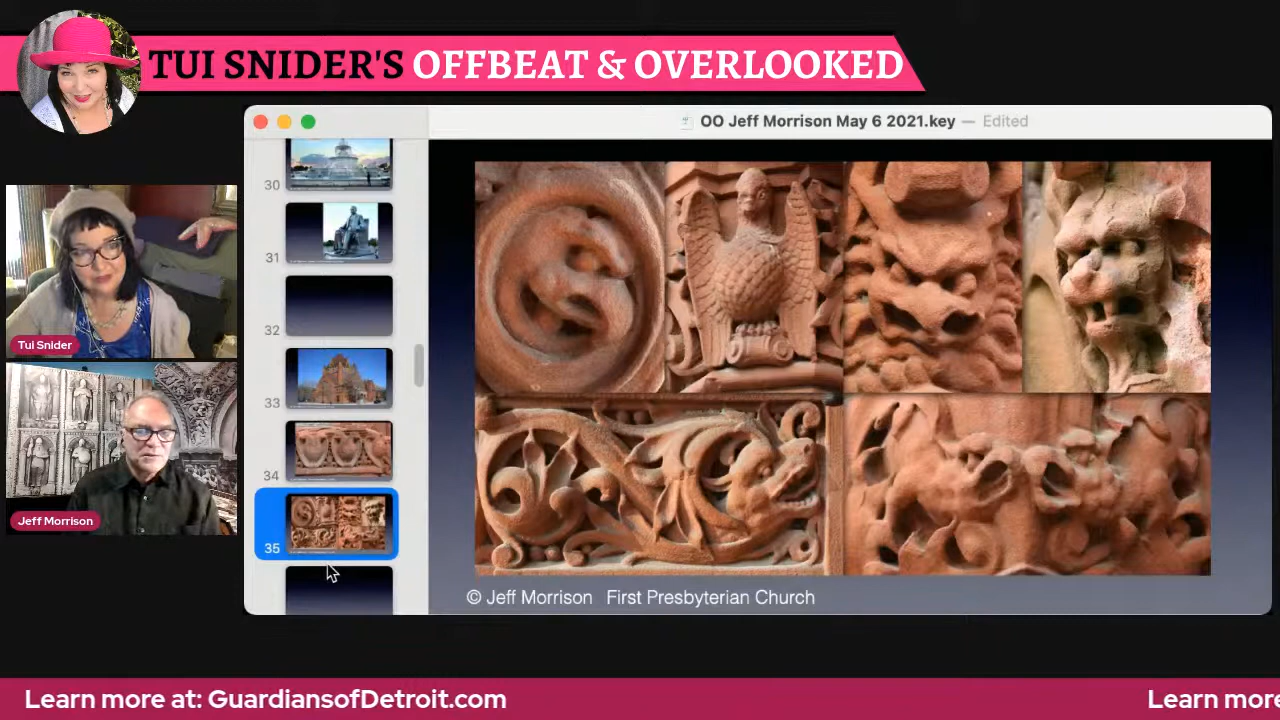 TUI SNIDER'S OFFBEAT & OVERLOOKED
OO Jeff Morrison May 6 2021.key — Edited
30
31
32
33
34
35
Tui Snider
Jeff Morrison
© Jeff Morrison First Presbyterian Church
Learn more at: GuardiansofDetroit.com
Learn more